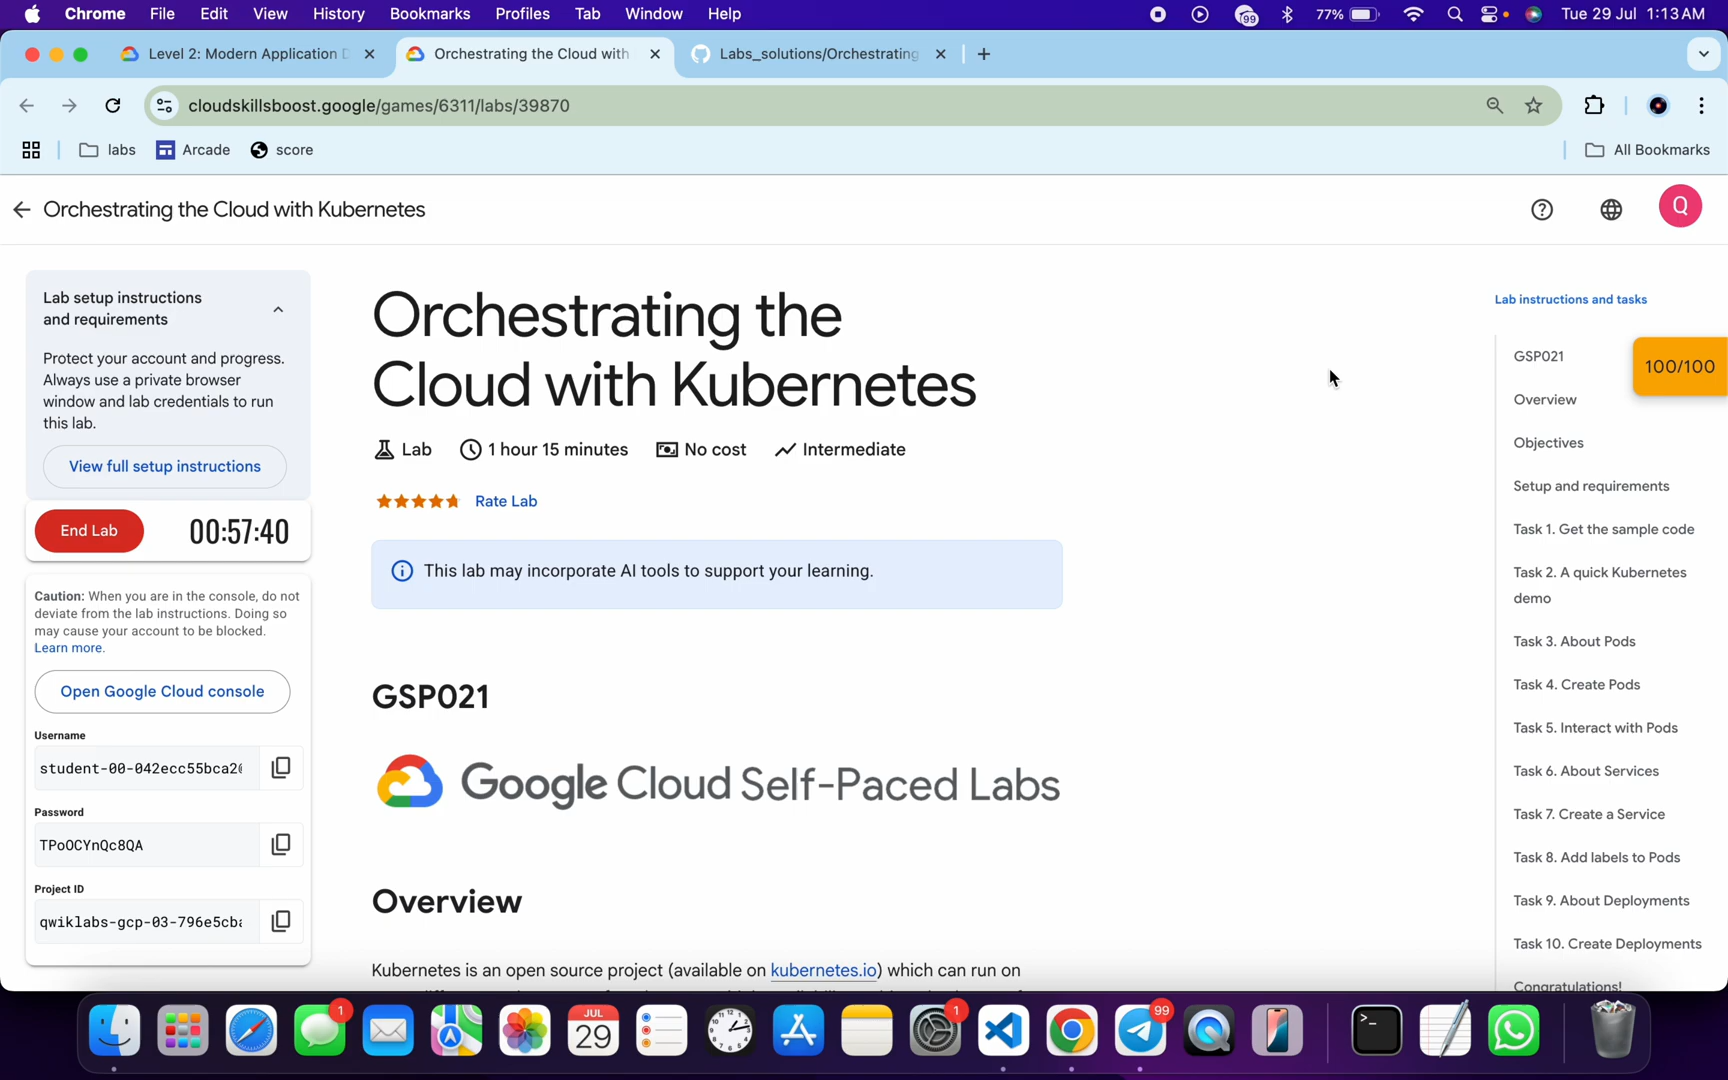 Chrome File Edit View History Bookmarks Profiles Tab Window Help 99 77% Tue 29 Jul 1:13 AM
Level 2: Modern Application Orchestrating the Cloud with Labs_solutions/Orchestrating
cloudskillsboost.google/games/6311/labs/39870
labs Arcade score All Bookmarks
Orchestrating the Cloud with Kubernetes Q
Lab setup instructions
and requirements
Protect your account and progress.
Always use a private browser
window and lab credentials to run
this lab.
View full setup instructions
End Lab 00:57:40
Caution: When you are in the console, do not
deviate from the lab instructions. Doing so
may cause your account to be blocked.
Learn more.
Open Google Cloud console
Username
student-00-042ecc55bca2
Password
TPoOCYnQc8QA
Project ID
qwiklabs-gcp-03-796e5cb
Orchestrating the
Cloud with Kubernetes
Lab 1 hour 15 minutes No cost Intermediate
Rate Lab
This lab may incorporate AI tools to support your learning.
GSP021
Google Cloud Self-Paced Labs
Overview
Kubernetes is an open source project (available on kubernetes.io) which can run on
Lab instructions and tasks
GSP021
100/100
Overview
Objectives
Setup and requirements
Task 1. Get the sample code
Task 2. A quick Kubernetes
demo
Task 3. About Pods
Task 4. Create Pods
Task 5. Interact with Pods
Task 6. About Services
Task 7. Create a Service
Task 8. Add labels to Pods
Task 9. About Deployments
Task 10. Create Deployments
Congratulations!
1 JUL 29 1 99